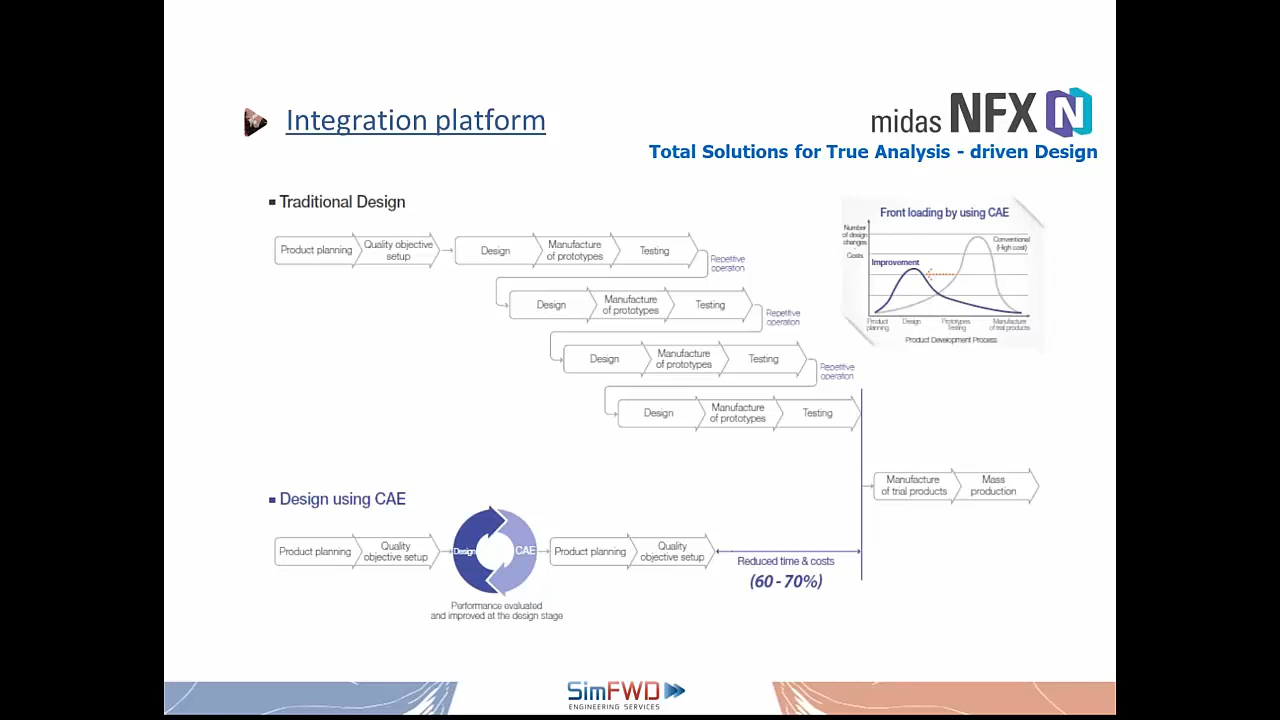 Integration platform
midas NFX N
Total Solutions for True Analysis - driven Design
Traditional Design
Product planning
Quality objective
setup
Design
Manufacture
of prototypes
Testing
Repetitive
operation
Design
Manufacture
of prototypes
Testing
Repetitive
operation
Design
Manufacture
of prototypes
Testing
Repetitive
operation
Design
Manufacture
of prototypes
Testing
Front loading by using CAE
Number
of design
changes
Costs
Conventional
(High cost)
Improvement
Product
planning
Design
Prototypes
Testing
Manufacture
of trial products
Product Development Process
Manufacture
of trial products
Mass
production
Design using CAE
Product planning
Quality
objective setup
Design
CAE
Product planning
Quality
objective setup
Reduced time & costs
(60 - 70%)
Performance evaluated
and improved at the design stage
SimFWD
ENGINEERING SERVICES